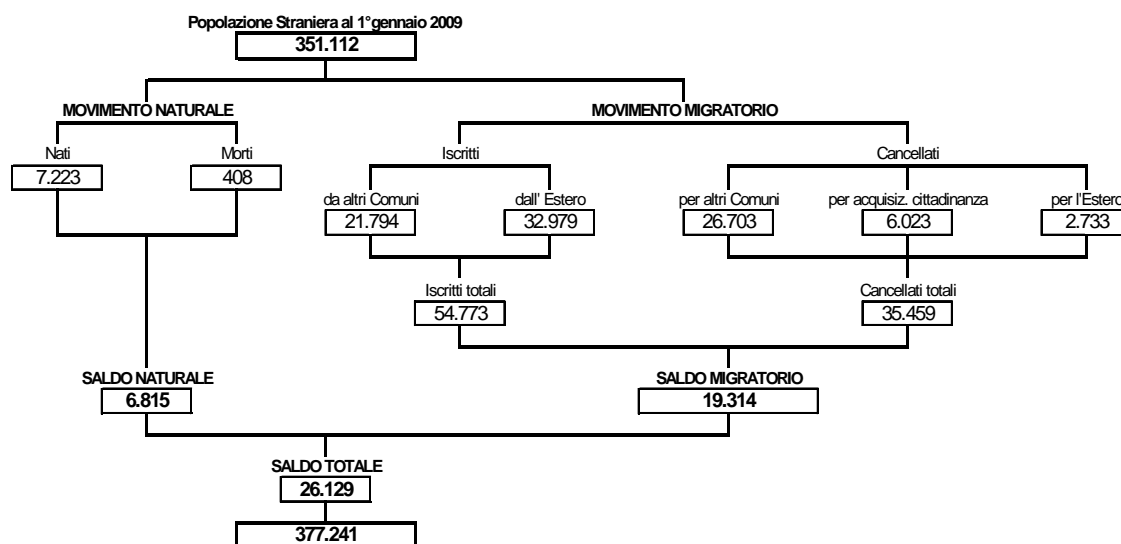 Popolazione Straniera al 1°gennaio 2009
351.112
MOVIMENTO NATURALE
MOVIMENTO MIGRATORIO
Nati
Morti
Iscritti
Cancellati
7.223
408
da altri Comuni
dall' Estero
per altri Comuni
per acquisiz. cittadinanza
per l'Estero
21.794
32.979
26.703
6.023
2.733
Iscritti totali
Cancellati totali
54.773
35.459
SALDO NATURALE
SALDO MIGRATORIO
6.815
19.314
SALDO TOTALE
26.129
377.241